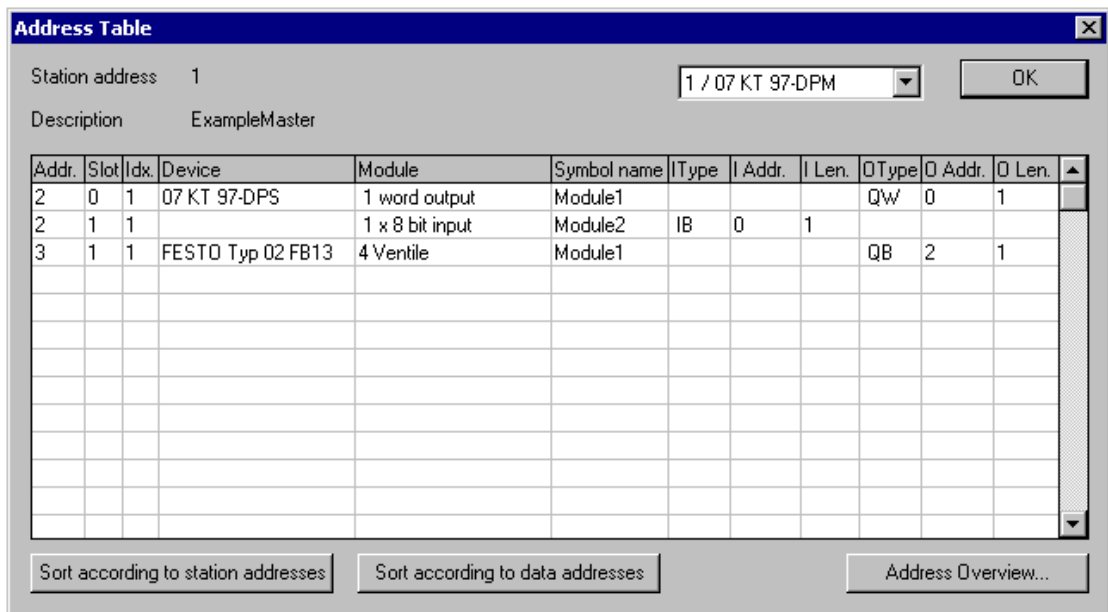 Address Table
Station address 1
1 / 07 KT 97-DPM
OK
Description ExampleMaster
Addr. Slot Idx. Device Module Symbol name IType I Addr. I Len. OType O Addr. O Len.
2 0 1 07 KT 97-DPS 1 word output Module1 QW 0 1
2 1 1 1 x 8 bit input Module2 IB 0 1
3 1 1 FESTO Typ 02 FB13 4 Ventile Module1 QB 2 1
Sort according to station addresses Sort according to data addresses Address Overview...